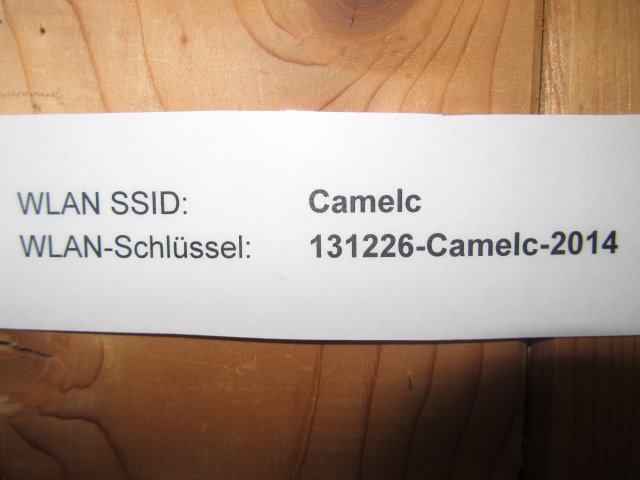 WLAN SSID: Camelc
WLAN-Schlüssel: 131226-Camelc-2014